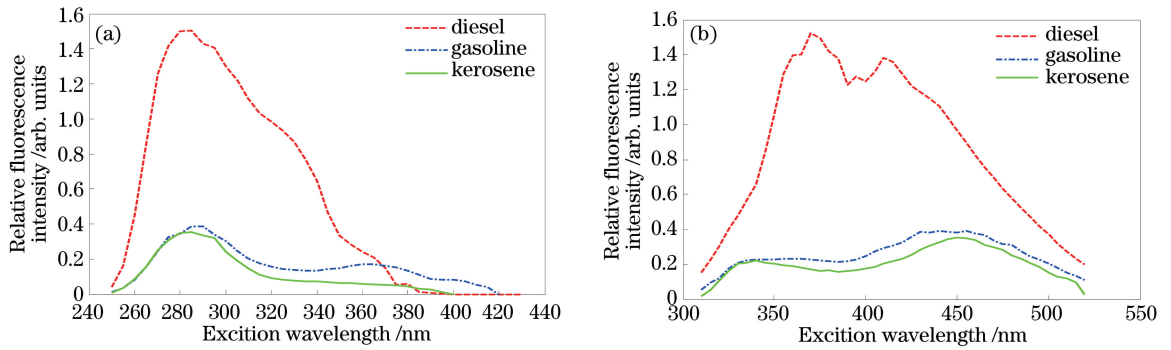 (a)
diesel
gasoline
kerosene
Relative fluorescence
intensity /arb. units
1.6
1.4
1.2
1.0
0.8
0.6
0.4
0.2
0
240 260 280 300 320 340 360 380 400 420 440
Excition wavelength /nm
(b)
diesel
gasoline
kerosene
Relative fluorescence
intensity /arb. units
1.6
1.4
1.2
1.0
0.8
0.6
0.4
0.2
0
300 350 400 450 500 550
Excition wavelength /nm